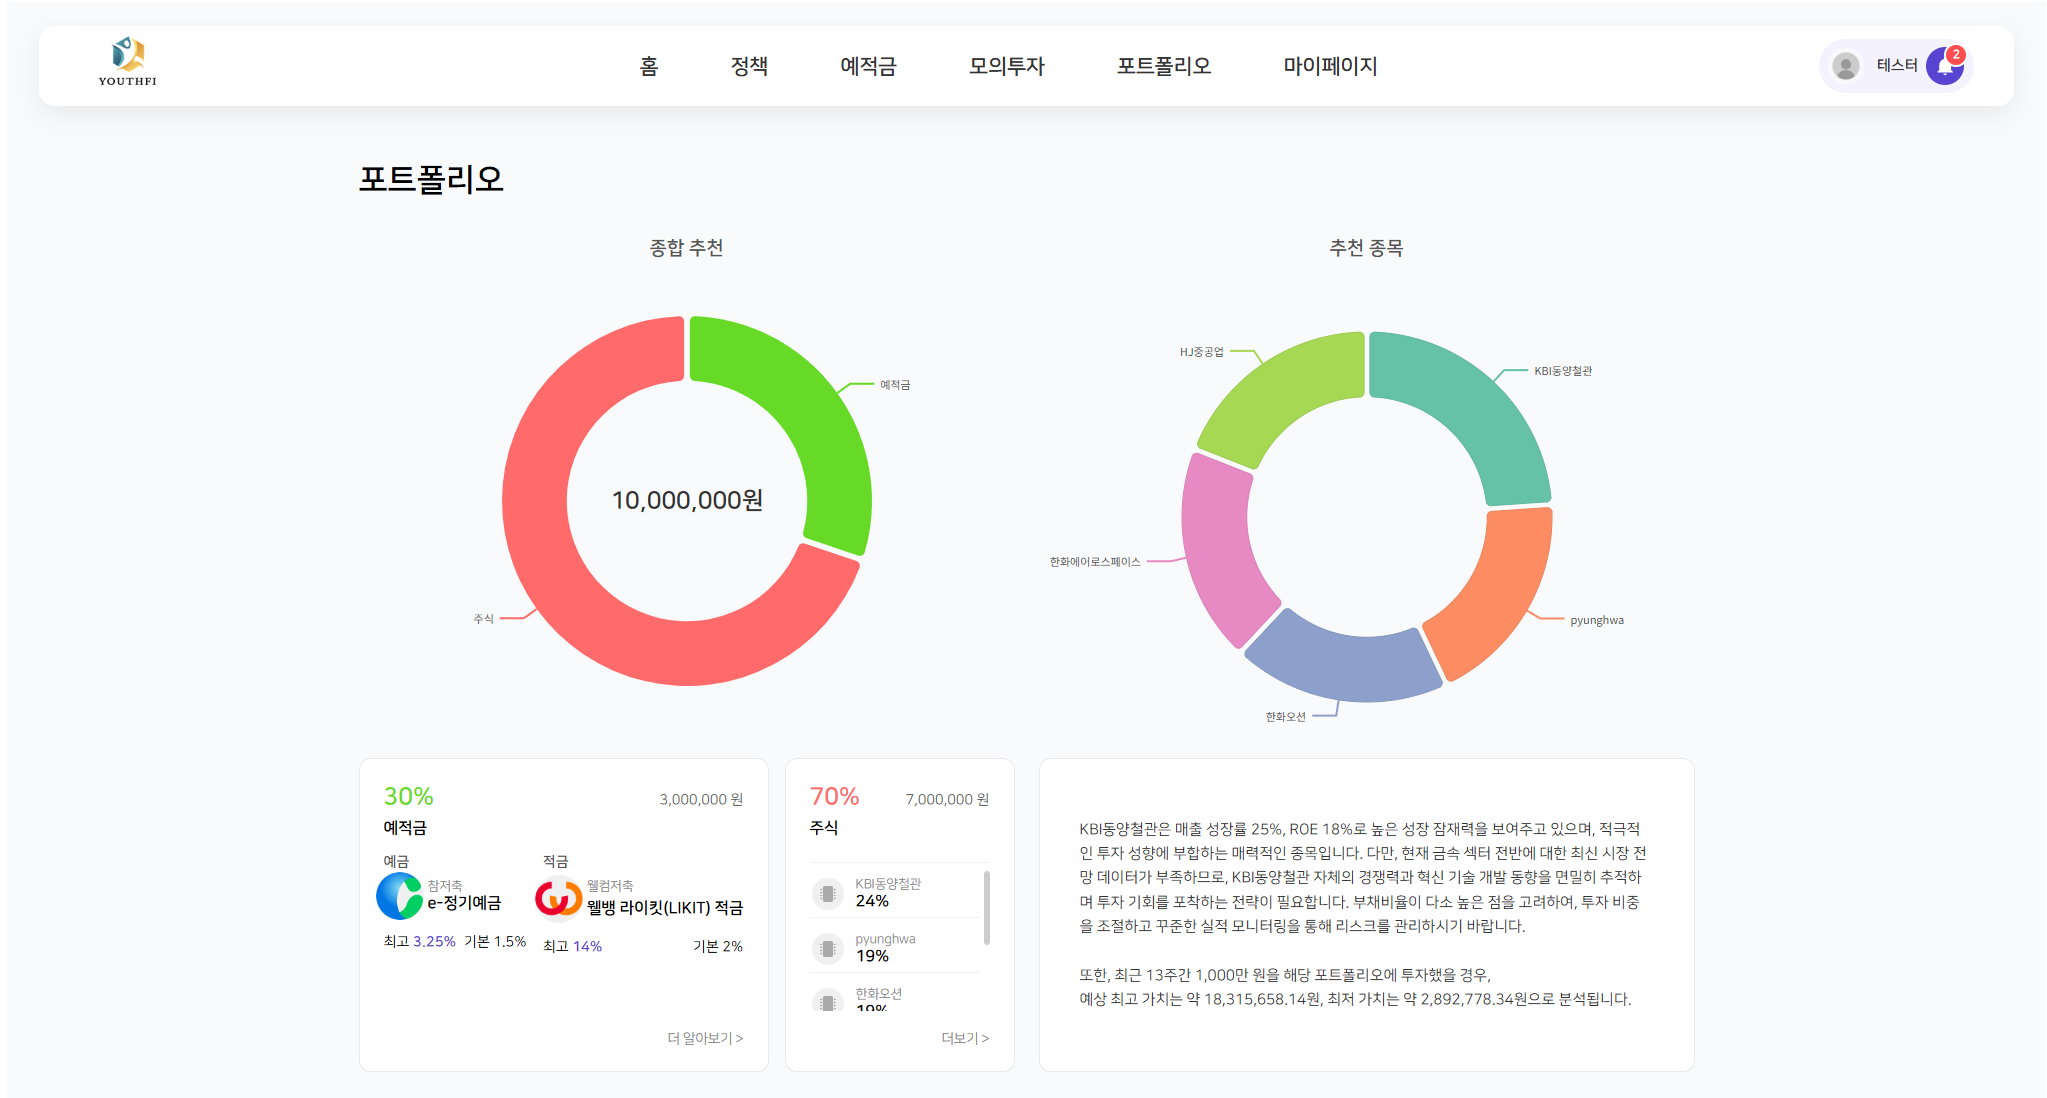 YOUTHFI
홈
정책
예적금
모의투자
포트폴리오
마이페이지
테스터
2
포트폴리오
종합 추천
예적금
10,000,000원
주식
추천 종목
HJ중공업
KBI동양철관
한화에어로스페이스
pyunghwa
한화오션
30%
3,000,000 원
예적금
예금
참저축
e-정기예금
최고 3.25% 기본 1.5%
적금
웰컴저축
웰뱅 라이킷(LIKIT) 적금
최고 14% 기본 2%
더 알아보기 >
70%
7,000,000 원
주식
KBI동양철관
24%
pyunghwa
19%
한화오션
19%
더보기 >
KBI동양철관은 매출 성장률 25%, ROE 18%로 높은 성장 잠재력을 보여주고 있으며, 적극적
인 투자 성향에 부합하는 매력적인 종목입니다. 다만, 현재 금속 섹터 전반에 대한 최신 시장 전
망 데이터가 부족하므로, KBI동양철관 자체의 경쟁력과 혁신 기술 개발 동향을 면밀히 추적하
며 투자 기회를 포착하는 전략이 필요합니다. 부채비율이 다소 높은 점을 고려하여, 투자 비중
을 조절하고 꾸준한 실적 모니터링을 통해 리스크를 관리하시기 바랍니다.
또한, 최근 13주간 1,000만 원을 해당 포트폴리오에 투자했을 경우,
예상 최고 가치는 약 18,315,658.14원, 최저 가치는 약 2,892,778.34원으로 분석됩니다.